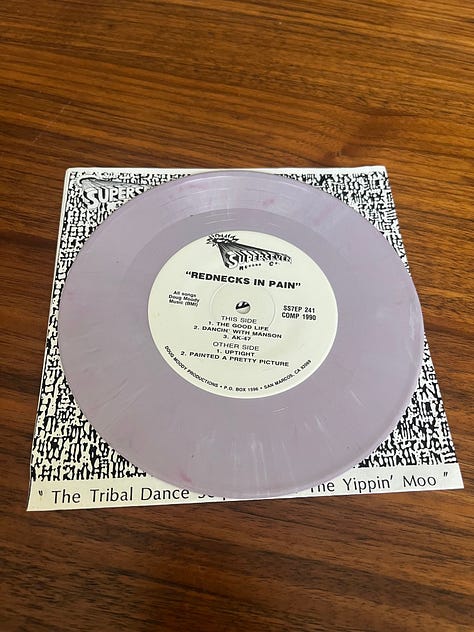 SUPERS
SUPERSEVEN
RECORD CO.
"REDNECKS IN PAIN"
All songs
Doug Moody
Music (BMI)
SS7EP 241
COMP 1990
THIS SIDE
1. THE GOOD LIFE
2. DANCIN' WITH MANSON
3. AK-47
OTHER SIDE
1. UPTIGHT
2. PAINTED A PRETTY PICTURE
DOUG MOODY PRODUCTIONS • P.O. BOX 1596 • SAN MARCOS, CA 92069
" The Tribal Dance The Yippin' Moo "